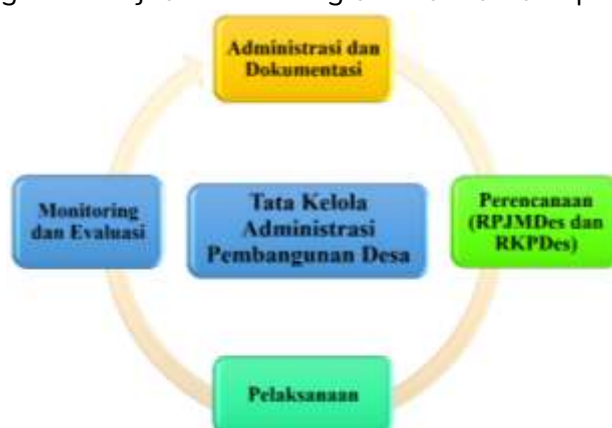 Administrasi dan
Dokumentasi
Monitoring
dan Evaluasi
Tata Kelola
Administrasi
Pembangunan Desa
Perencanaan
(RPJMDes dan
RKPDes)
Pelaksanaan